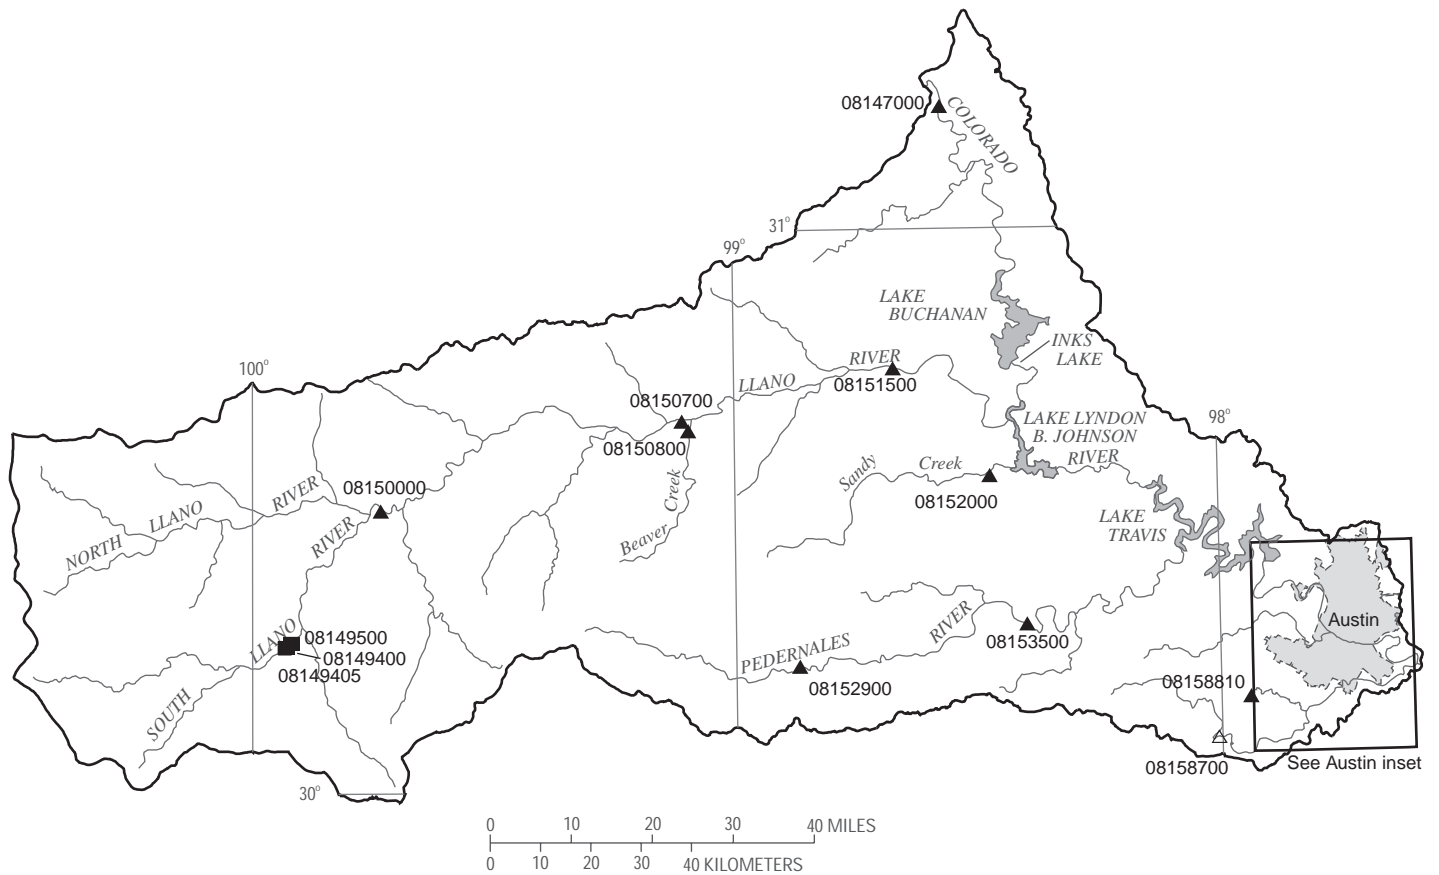 08147000
COLORADO
31°
99°
LAKE
BUCHANAN
INKS
LAKE
100°
RIVER
LLANO
08151500
08150700
98°
LAKE LYNDON
B. JOHNSON
RIVER
08150800
Sandy
Creek
08152000
Creek
Beaver
08150000
RIVER
LLANO
NORTH
RIVER
LAKE
TRAVIS
Austin
LLANO
08149500
08149400
08149405
SOUTH
RIVER
08153500
PEDERNALES
08152900
08158810
08158700
See Austin inset
30°
0 10 20 30 40 MILES
0 10 20 30 40 KILOMETERS